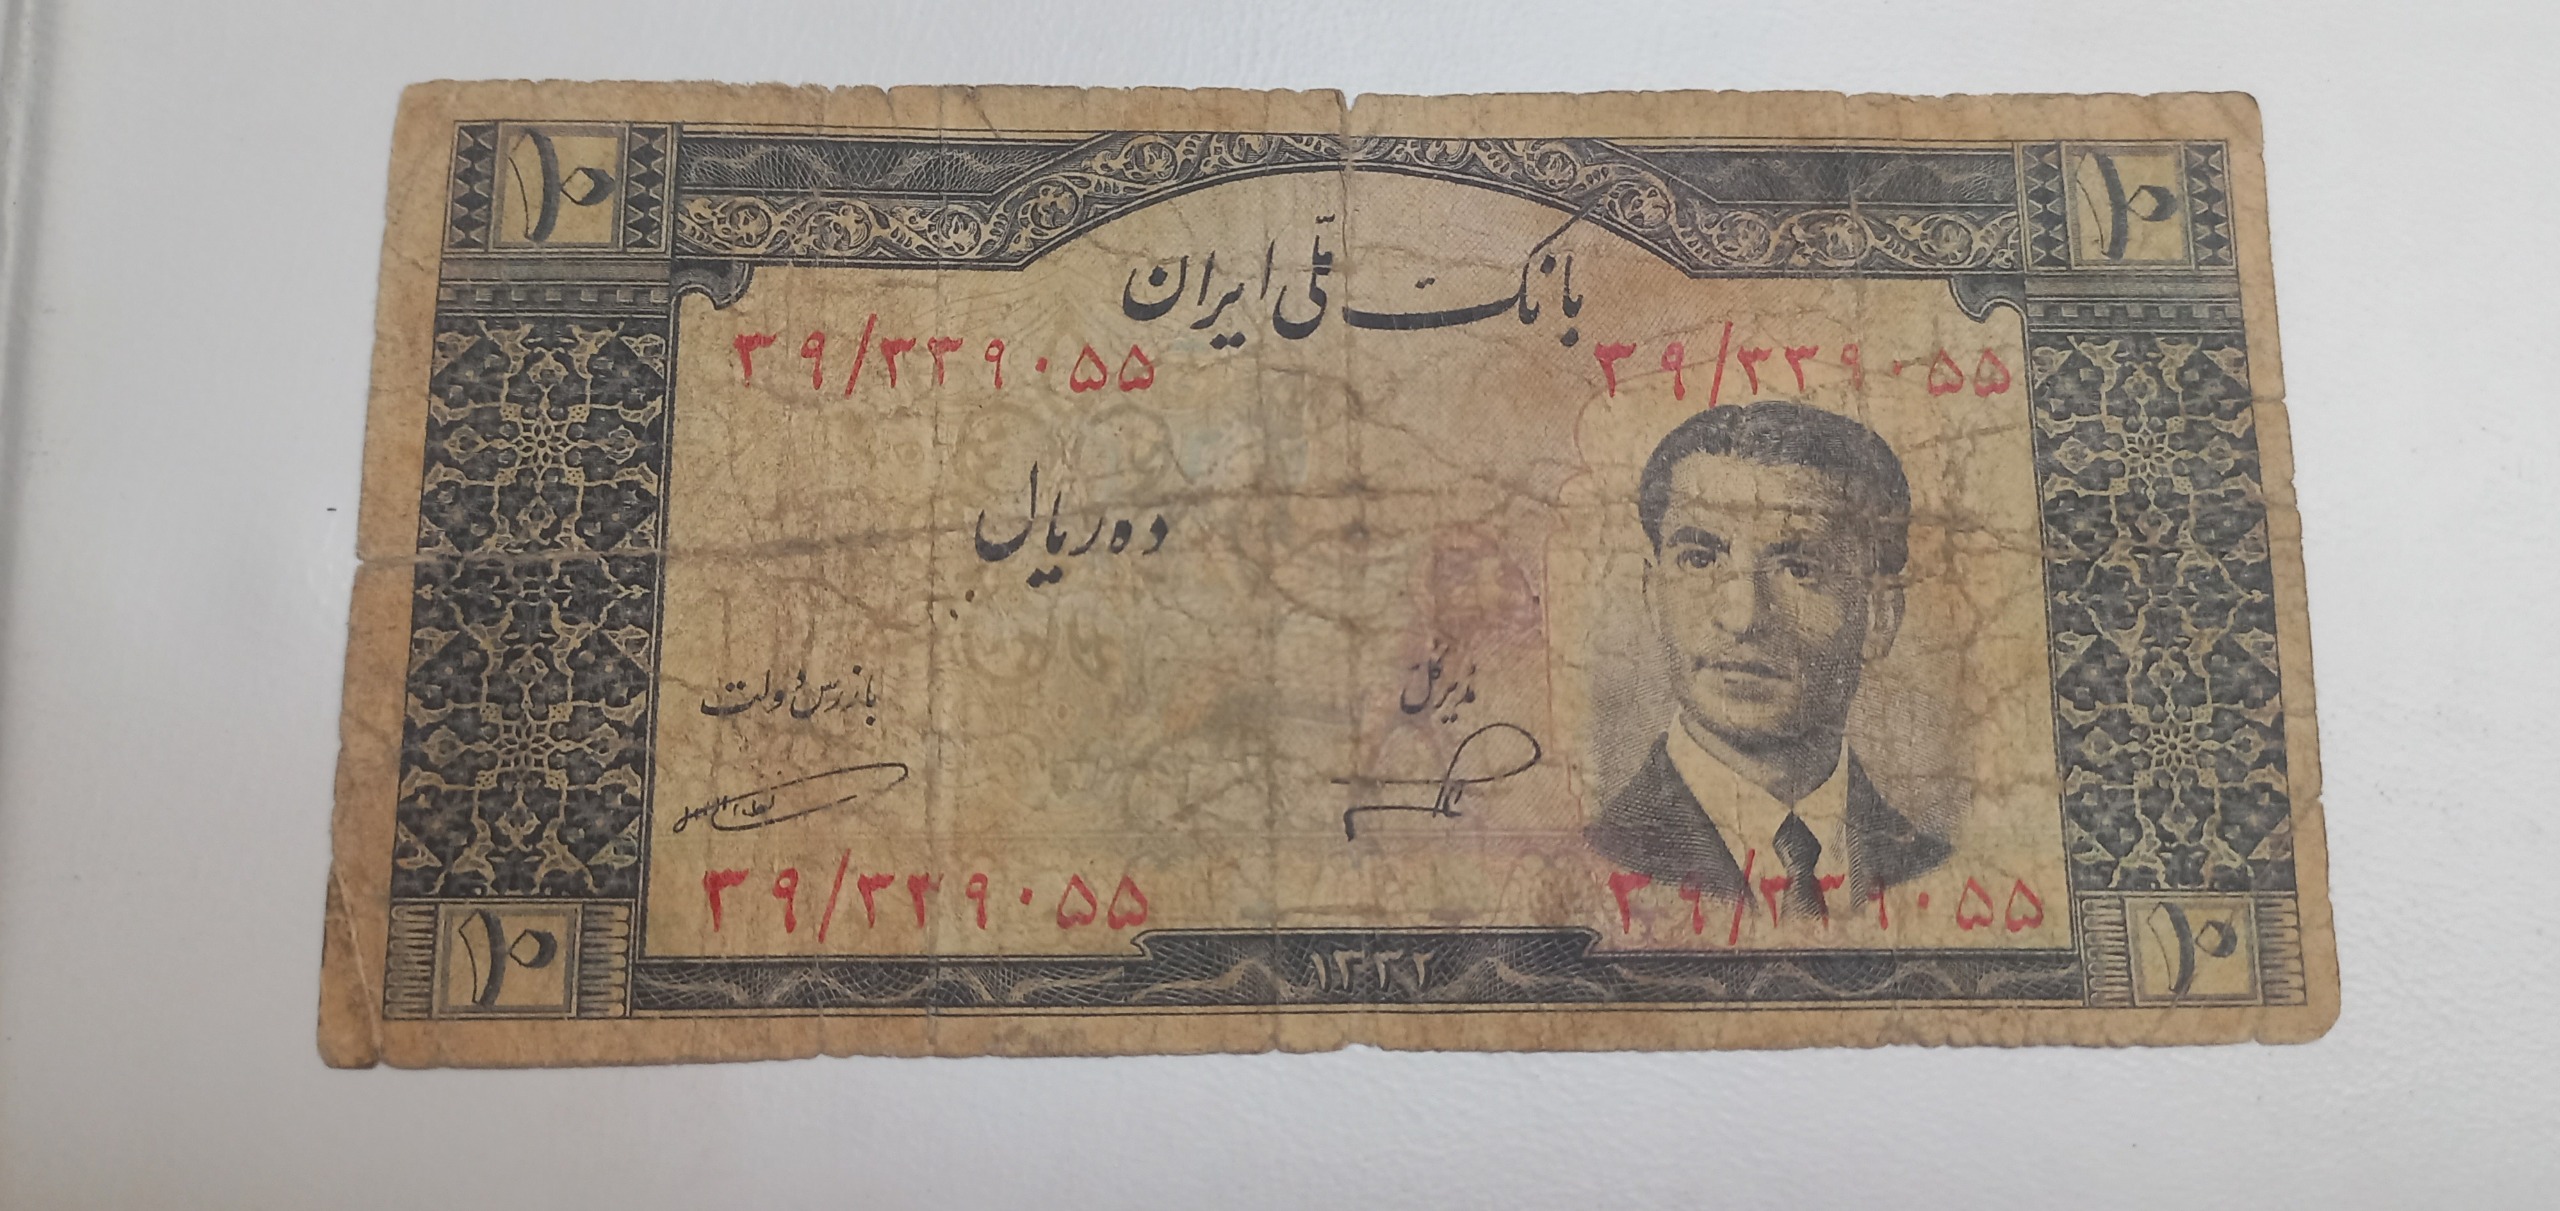 ۱۰ ۱۰
بانک ملّی ایران
۳۹/۳۳۹۰۵۵ ۳۹/۳۳۹۰۵۵
ده ریال
بازرس دولت
مدیر کل
۳۹/۳۳۹۰۵۵ ۳۹/۳۳۹۰۵۵
۱۳۳۲
۱۰ ۱۰